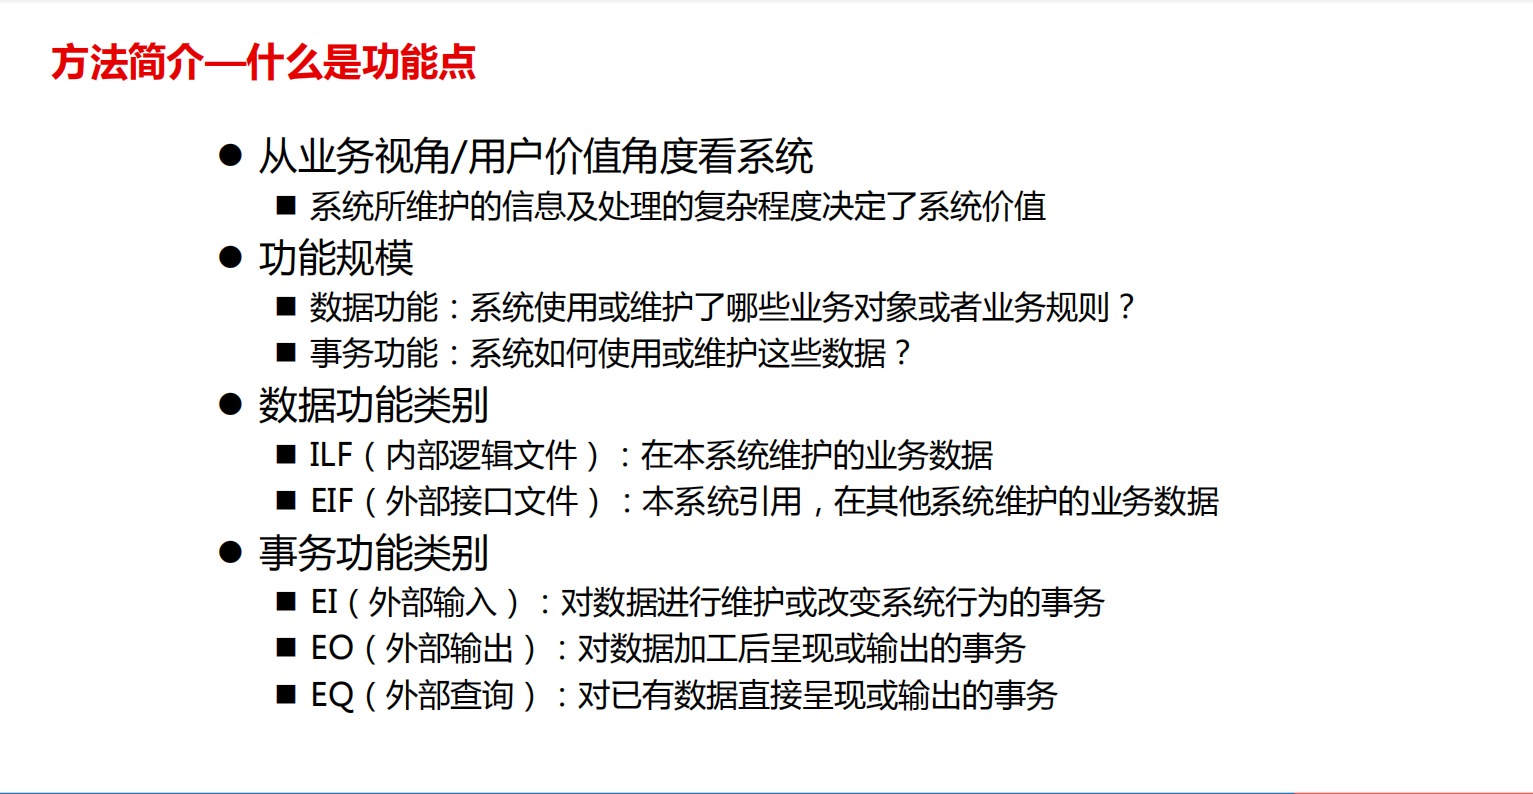 方法简介—什么是功能点
● 从业务视角/用户价值角度看系统
■ 系统所维护的信息及处理的复杂程度决定了系统价值
● 功能规模
■ 数据功能：系统使用或维护了哪些业务对象或者业务规则？
■ 事务功能：系统如何使用或维护这些数据？
● 数据功能类别
■ ILF（内部逻辑文件）：在本系统维护的业务数据
■ EIF（外部接口文件）：本系统引用，在其他系统维护的业务数据
● 事务功能类别
■ EI（外部输入）：对数据进行维护或改变系统行为的事务
■ EO（外部输出）：对数据加工后呈现或输出的事务
■ EQ（外部查询）：对已有数据直接呈现或输出的事务